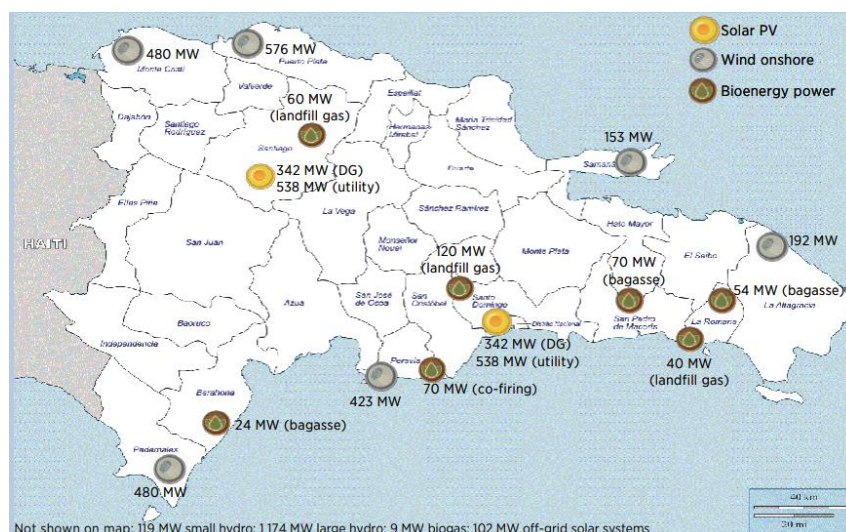 Solar PV
Wind onshore
Bioenergy power
480 MW
Monte Cristi
576 MW
Puerto Plata
Valverde
Espaillat
60 MW
(landfill gas)
Dajabón
Santiago
Rodríguez
Hermanas
Mirabal
María Trinidad
Sánchez
Santiago
Duarte
153 MW
Samaná
342 MW (DG)
538 MW (utility)
Elías Piña
La Vega
Sánchez Ramírez
HAITI
San Juan
Monseñor
Nouel
Monte Plata
Hato Mayor
El Seibo
192 MW
120 MW
(landfill gas)
70 MW
(bagasse)
54 MW (bagasse)
La Altagracia
Azua
San José
de Ocoa
San
Cristóbal
Santo
Domingo
Distrito Nacional
San Pedro
de Macorís
La Romana
Baoruco
Independencia
342 MW (DG)
538 MW (utility)
40 MW
(landfill gas)
Peravia
423 MW
70 MW (co-firing)
Barahona
24 MW (bagasse)
Pedernales
480 MW
40 km
20 mi
Not shown on map: 119 MW small hydro; 1 174 MW large hydro; 9 MW biogas; 102 MW off-grid solar systems